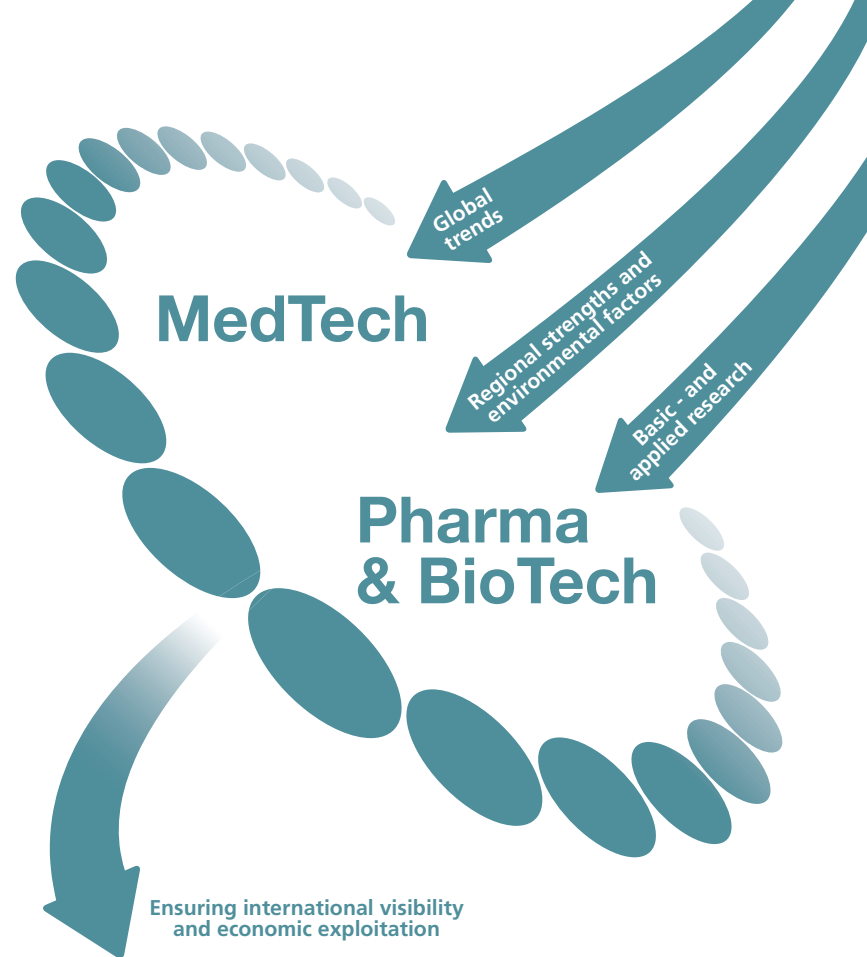 Global
trends
MedTech
Regional strengths and
environmental factors
Basic - and
applied research
Pharma
& BioTech
Ensuring international visibility
and economic exploitation